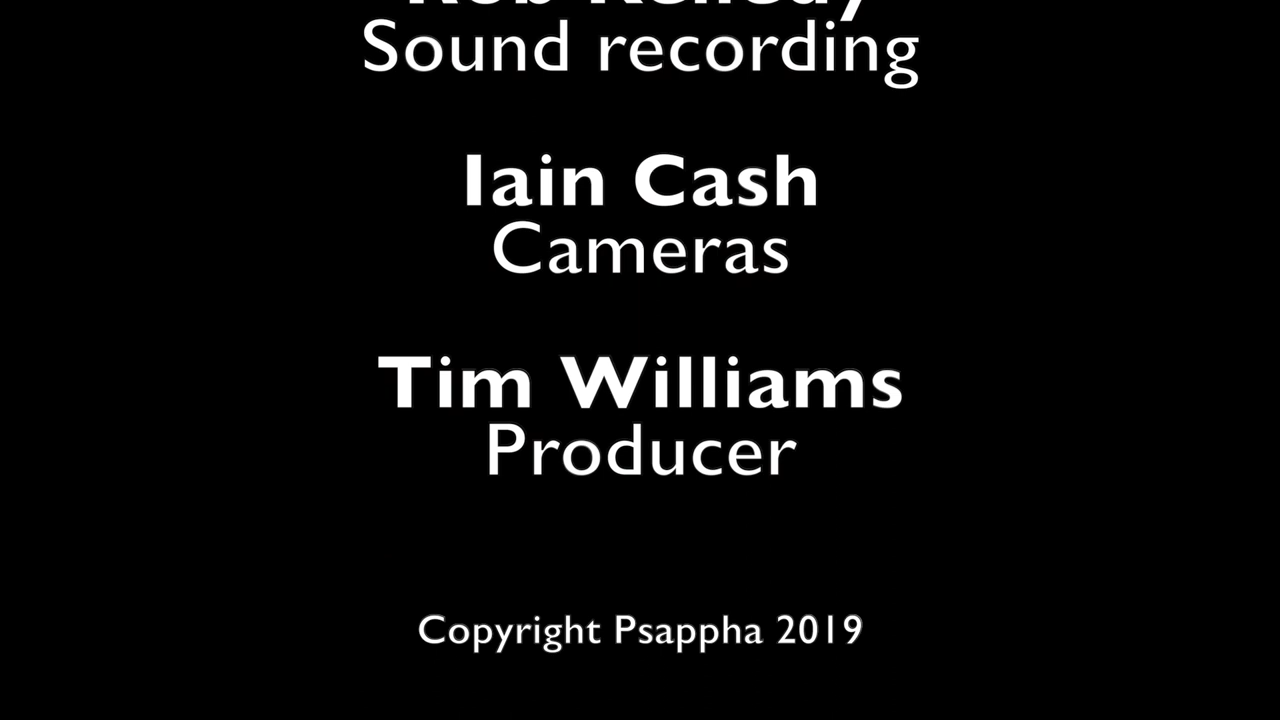 Sound recording
Iain Cash
Cameras
Tim Williams
Producer
Copyright Psappha 2019